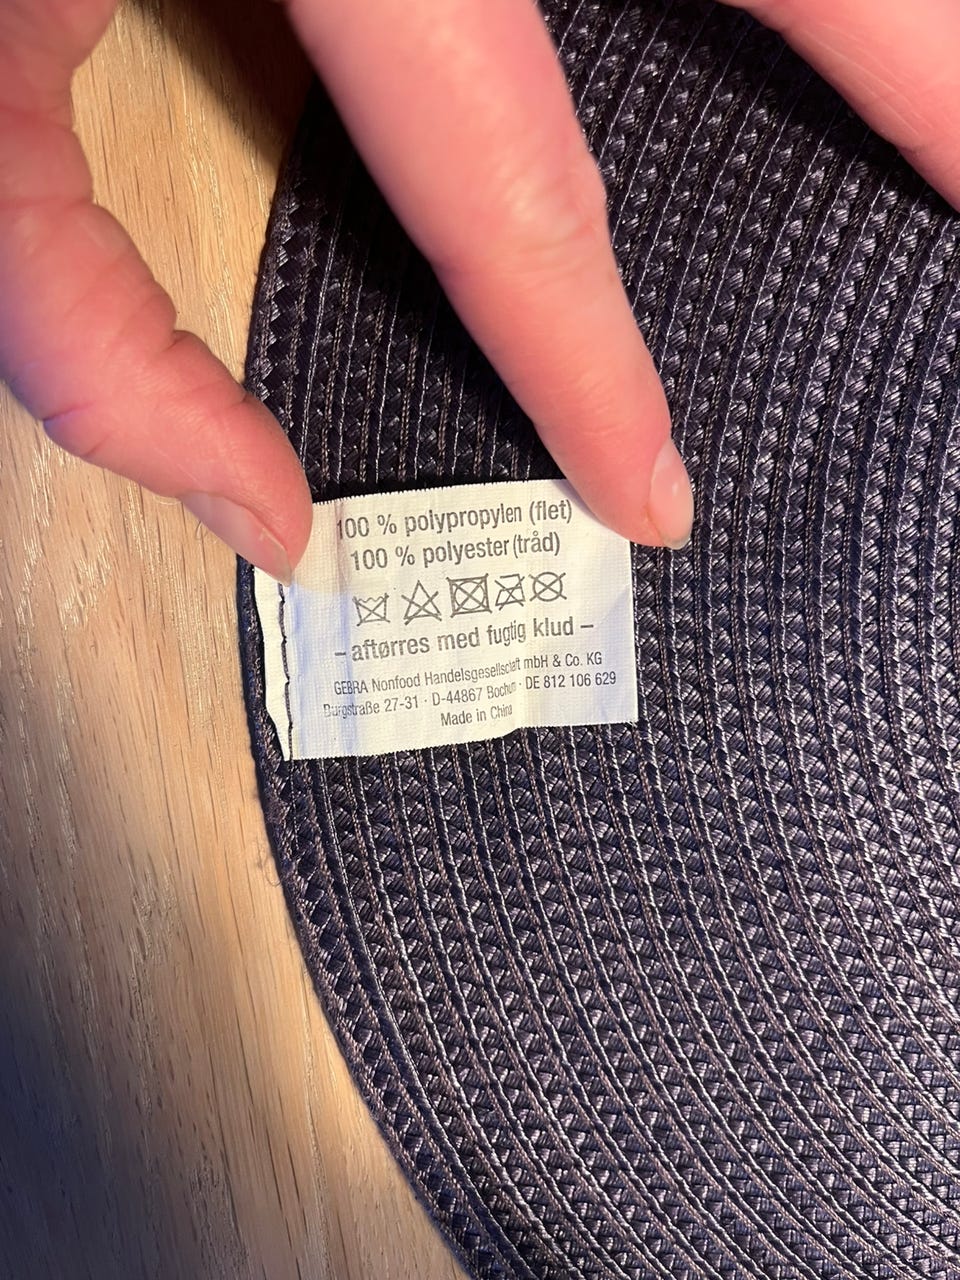 100 % polypropylen (flet)
100 % polyester (tråd)
– aftørres med fugtig klud –
GEBRA Nonfood Handelsgesellschaft mbH & Co. KG
Burgstraße 27-31 · D-44867 Bochum · DE 812 106 629
Made in China